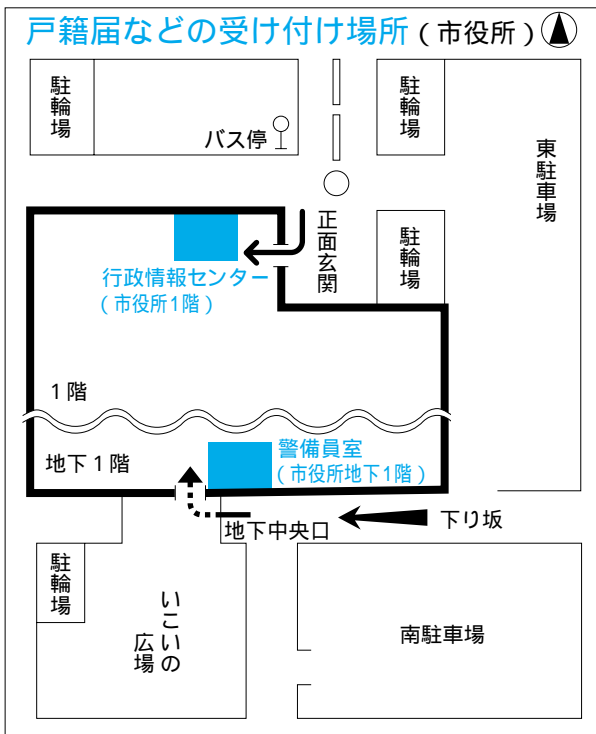 戸籍届などの受け付け場所(市役所)
駐輪場
バス停
駐輪場
東駐車場
正面玄関
駐輪場
行政情報センター
(市役所1階)
1階
地下1階
警備員室
(市役所地下1階)
地下中央口
下り坂
駐輪場
いこいの
広場
南駐車場